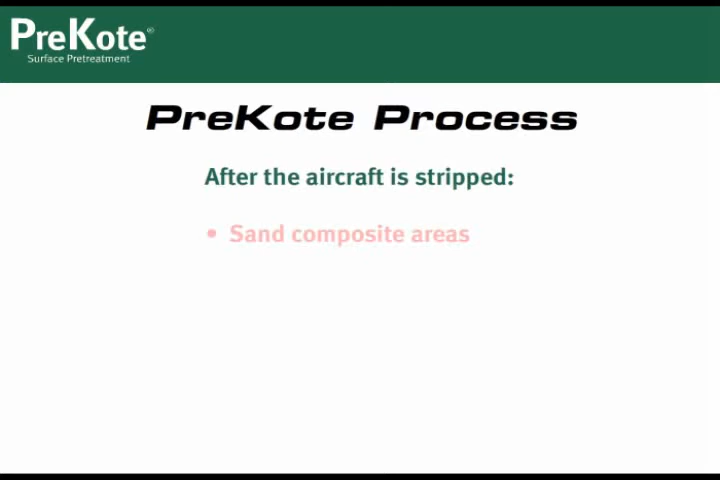 PreKote®
Surface Pretreatment
PreKote Process
After the aircraft is stripped:
• Sand composite areas